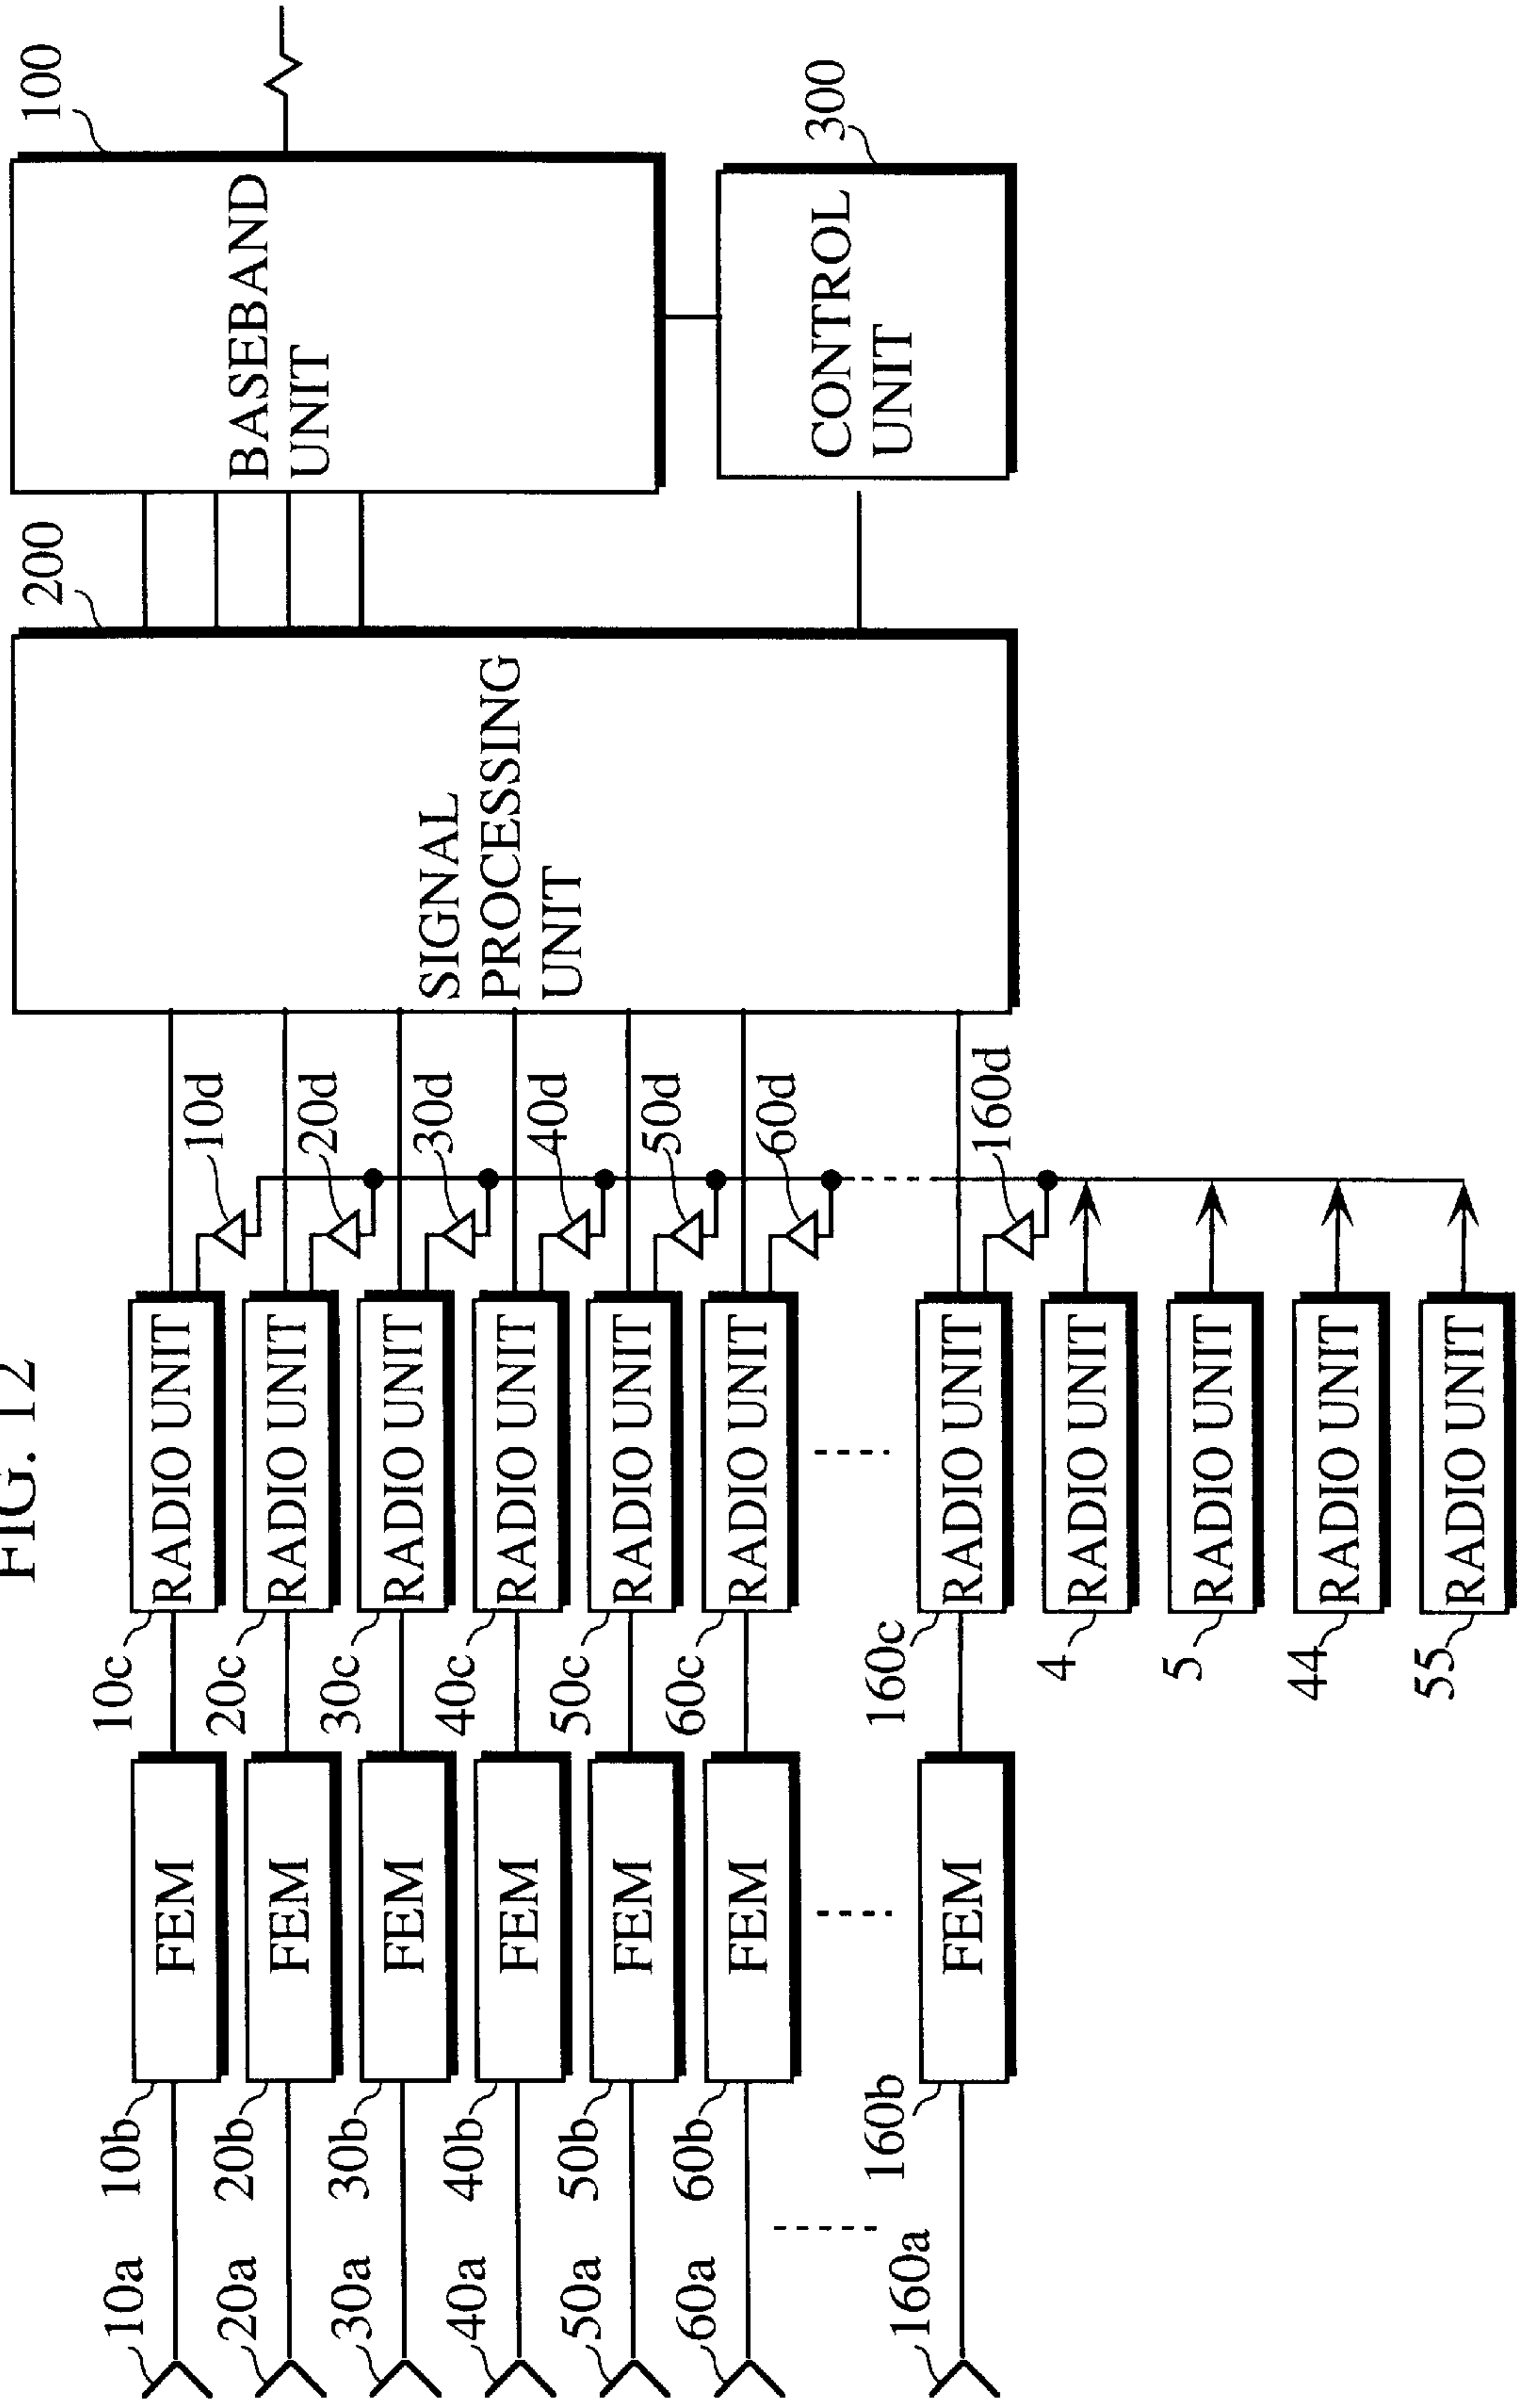 FIG. 12
100
BASEBAND
UNIT
300
CONTROL
UNIT
200
SIGNAL
PROCESSING
UNIT
10d
20d
30d
40d
50d
60d
160d
RADIO UNIT
RADIO UNIT
RADIO UNIT
RADIO UNIT
RADIO UNIT
RADIO UNIT
RADIO UNIT
RADIO UNIT
RADIO UNIT
RADIO UNIT
RADIO UNIT
10c
20c
30c
40c
50c
60c
160c
4
5
44
55
FEM
FEM
FEM
FEM
FEM
FEM
FEM
10b
20b
30b
40b
50b
60b
160b
10a
20a
30a
40a
50a
60a
160a